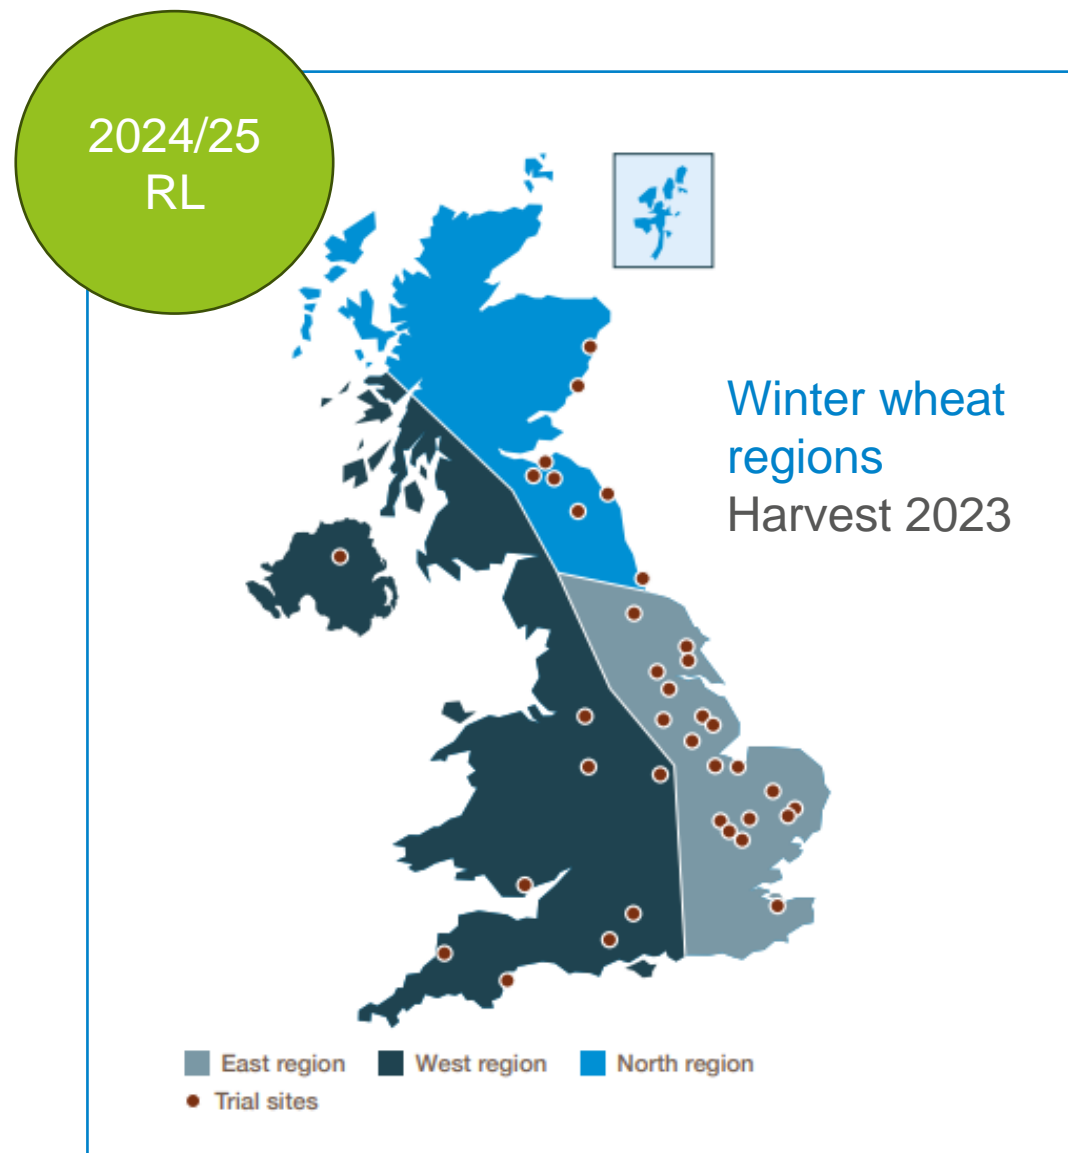 2024/25
RL
Winter wheat
regions
Harvest 2023
East region
West region
North region
Trial sites